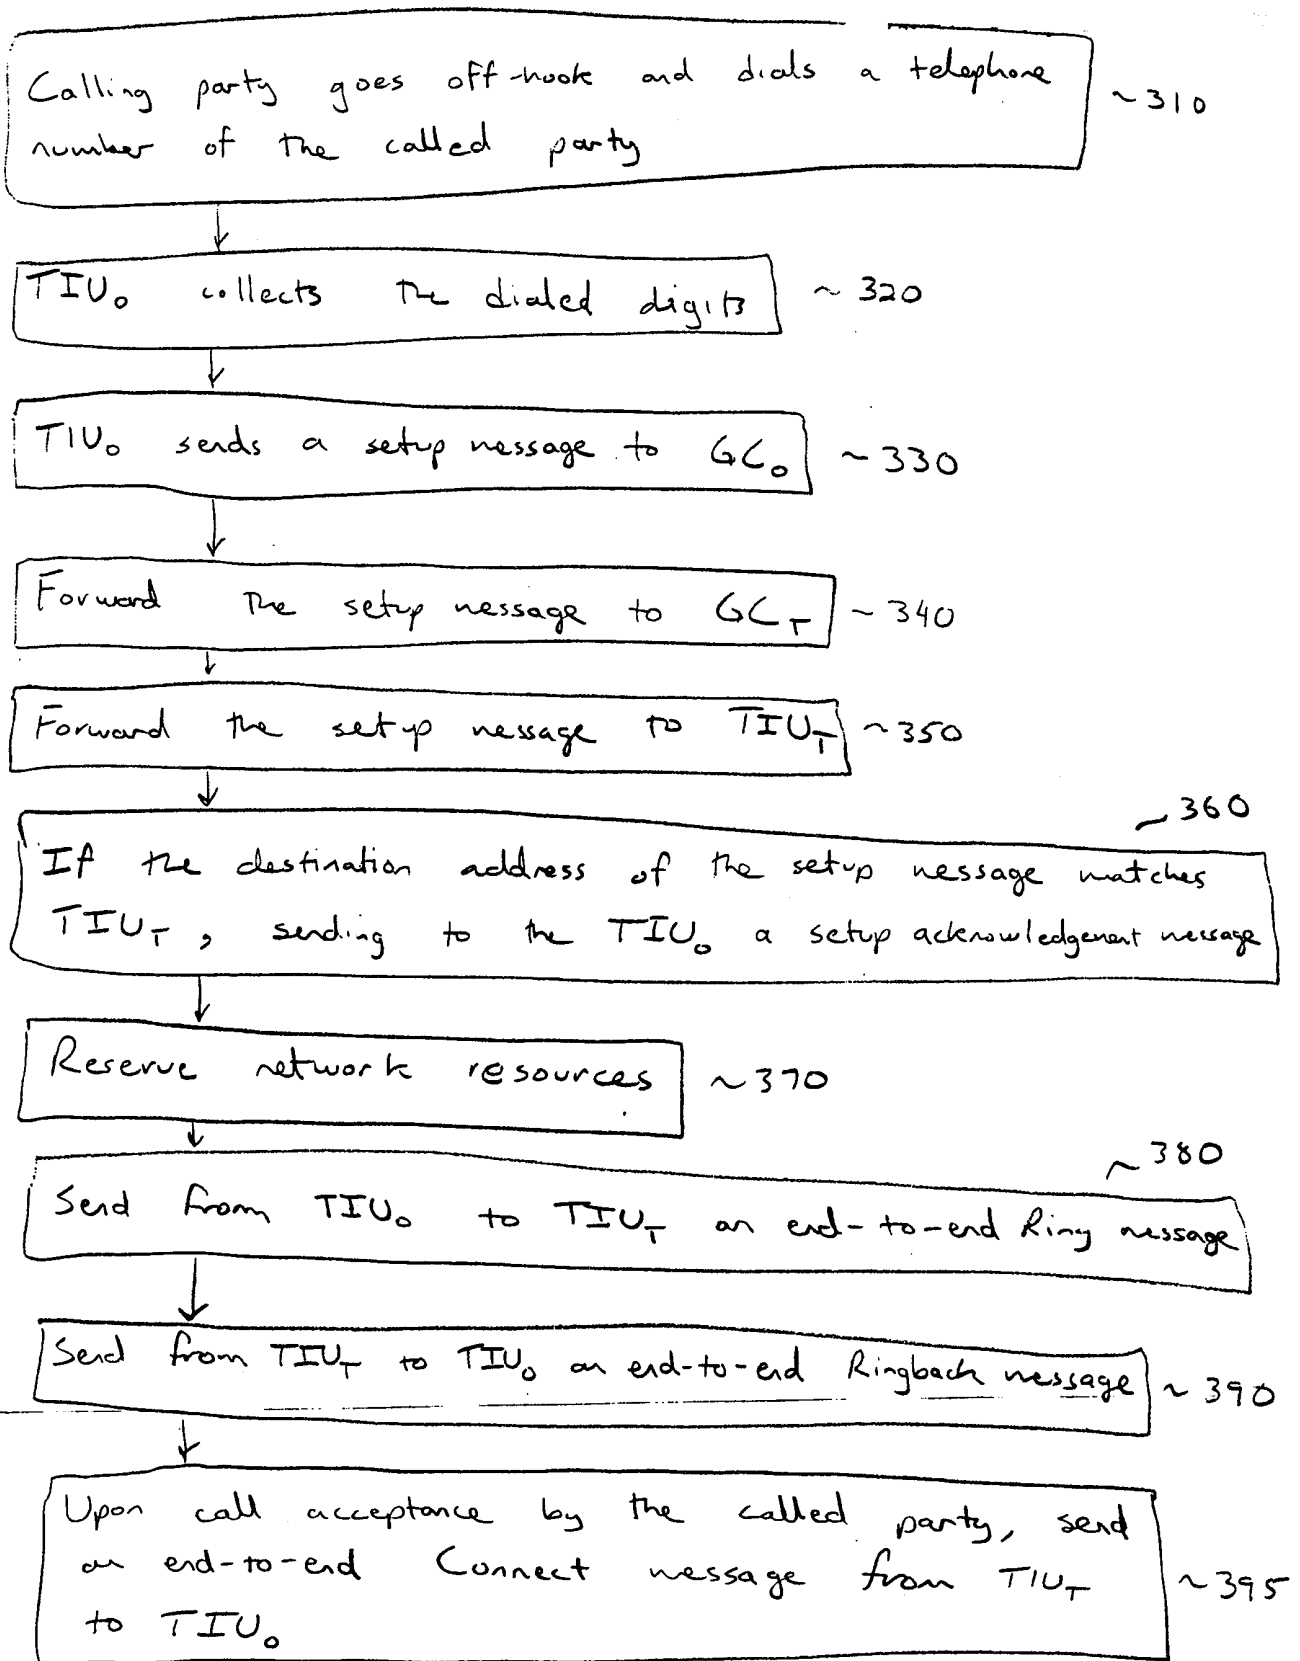 Calling party goes off-hook and dials a telephone ~310
number of the called party
TIU₀ collects the dialed digits ~ 320
TIU₀ sends a setup message to GC₀ ~330
Forward the setup message to GC_T ~340
Forward the setup message to TIU_T ~350
~360
If the destination address of the setup message matches
TIU_T, sending to the TIU₀ a setup acknowledgement message
Reserve network resources ~370
~380
Send from TIU₀ to TIU_T an end-to-end Ring message
Send from TIU_T to TIU₀ an end-to-end Ringback message ~390
Upon call acceptance by the called party, send
an end-to-end Connect message from TIU_T ~395
to TIU₀